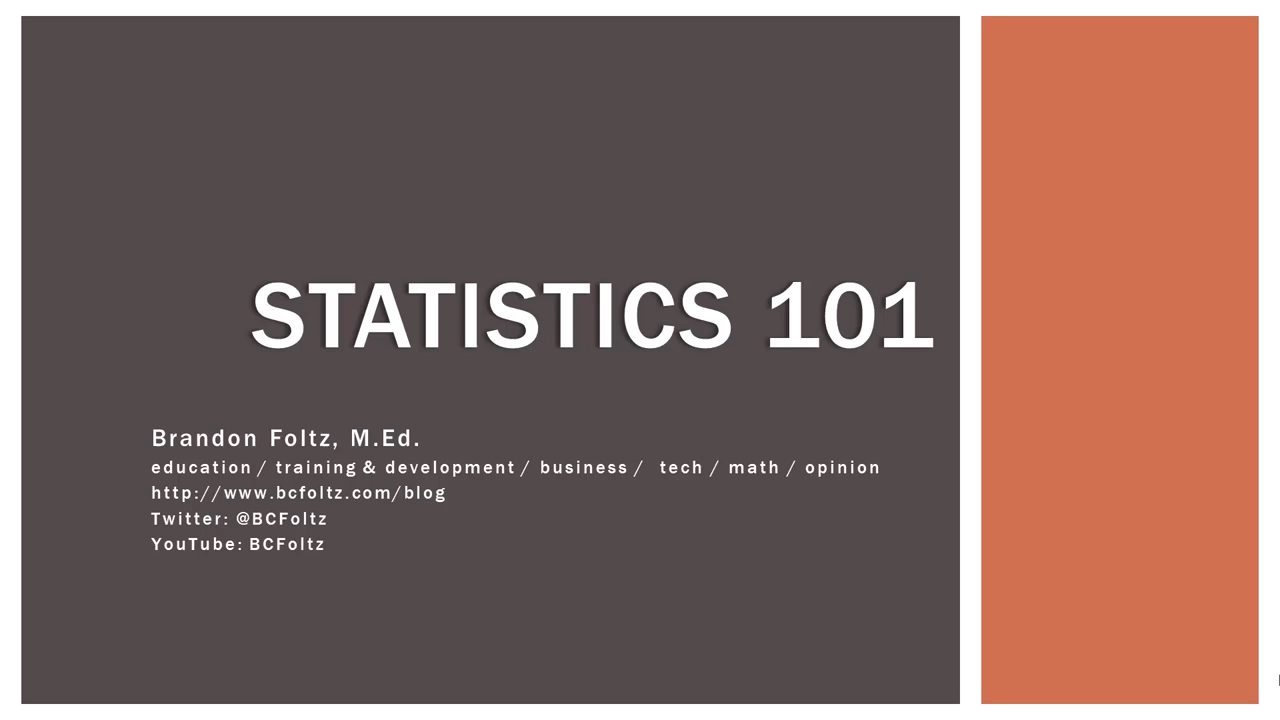 STATISTICS 101
Brandon Foltz, M.Ed.
education / training & development / business / tech / math / opinion
http://www.bcfoltz.com/blog
Twitter: @BCFoltz
YouTube: BCFoltz